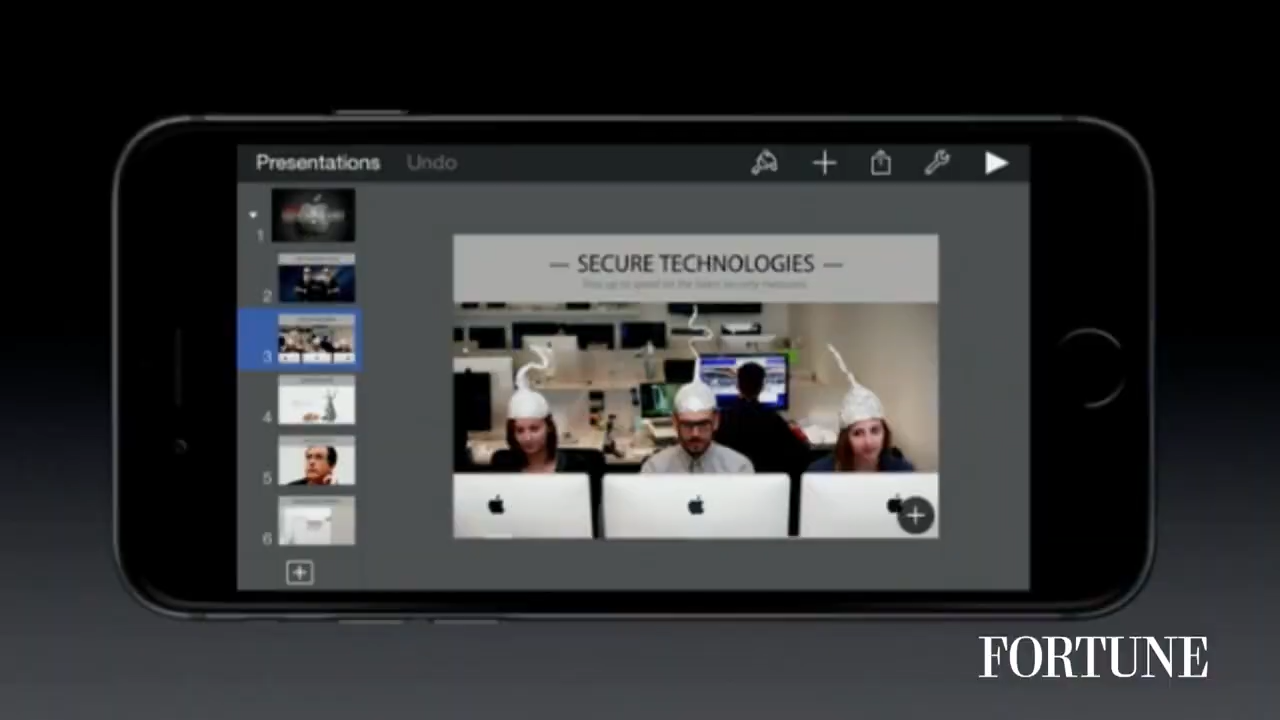 Presentations Undo
1
— SECURE TECHNOLOGIES —
2
3
4
5
6
FORTUNE